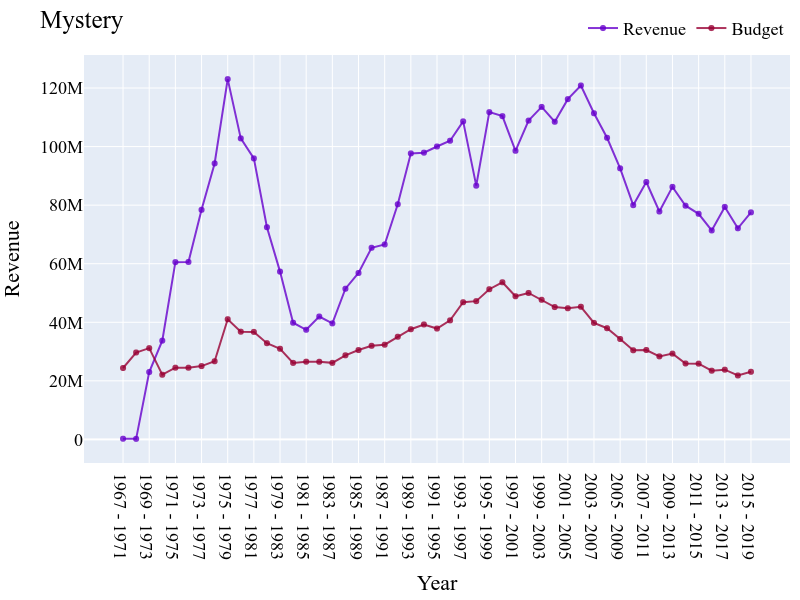 Mystery
Revenue
Budget
Revenue
120M
100M
80M
60M
40M
20M
0
1967 - 1971
1969 - 1973
1971 - 1975
1973 - 1977
1975 - 1979
1977 - 1981
1979 - 1983
1981 - 1985
1983 - 1987
1985 - 1989
1987 - 1991
1989 - 1993
1991 - 1995
1993 - 1997
1995 - 1999
1997 - 2001
1999 - 2003
2001 - 2005
2003 - 2007
2005 - 2009
2007 - 2011
2009 - 2013
2011 - 2015
2013 - 2017
2015 - 2019
Year